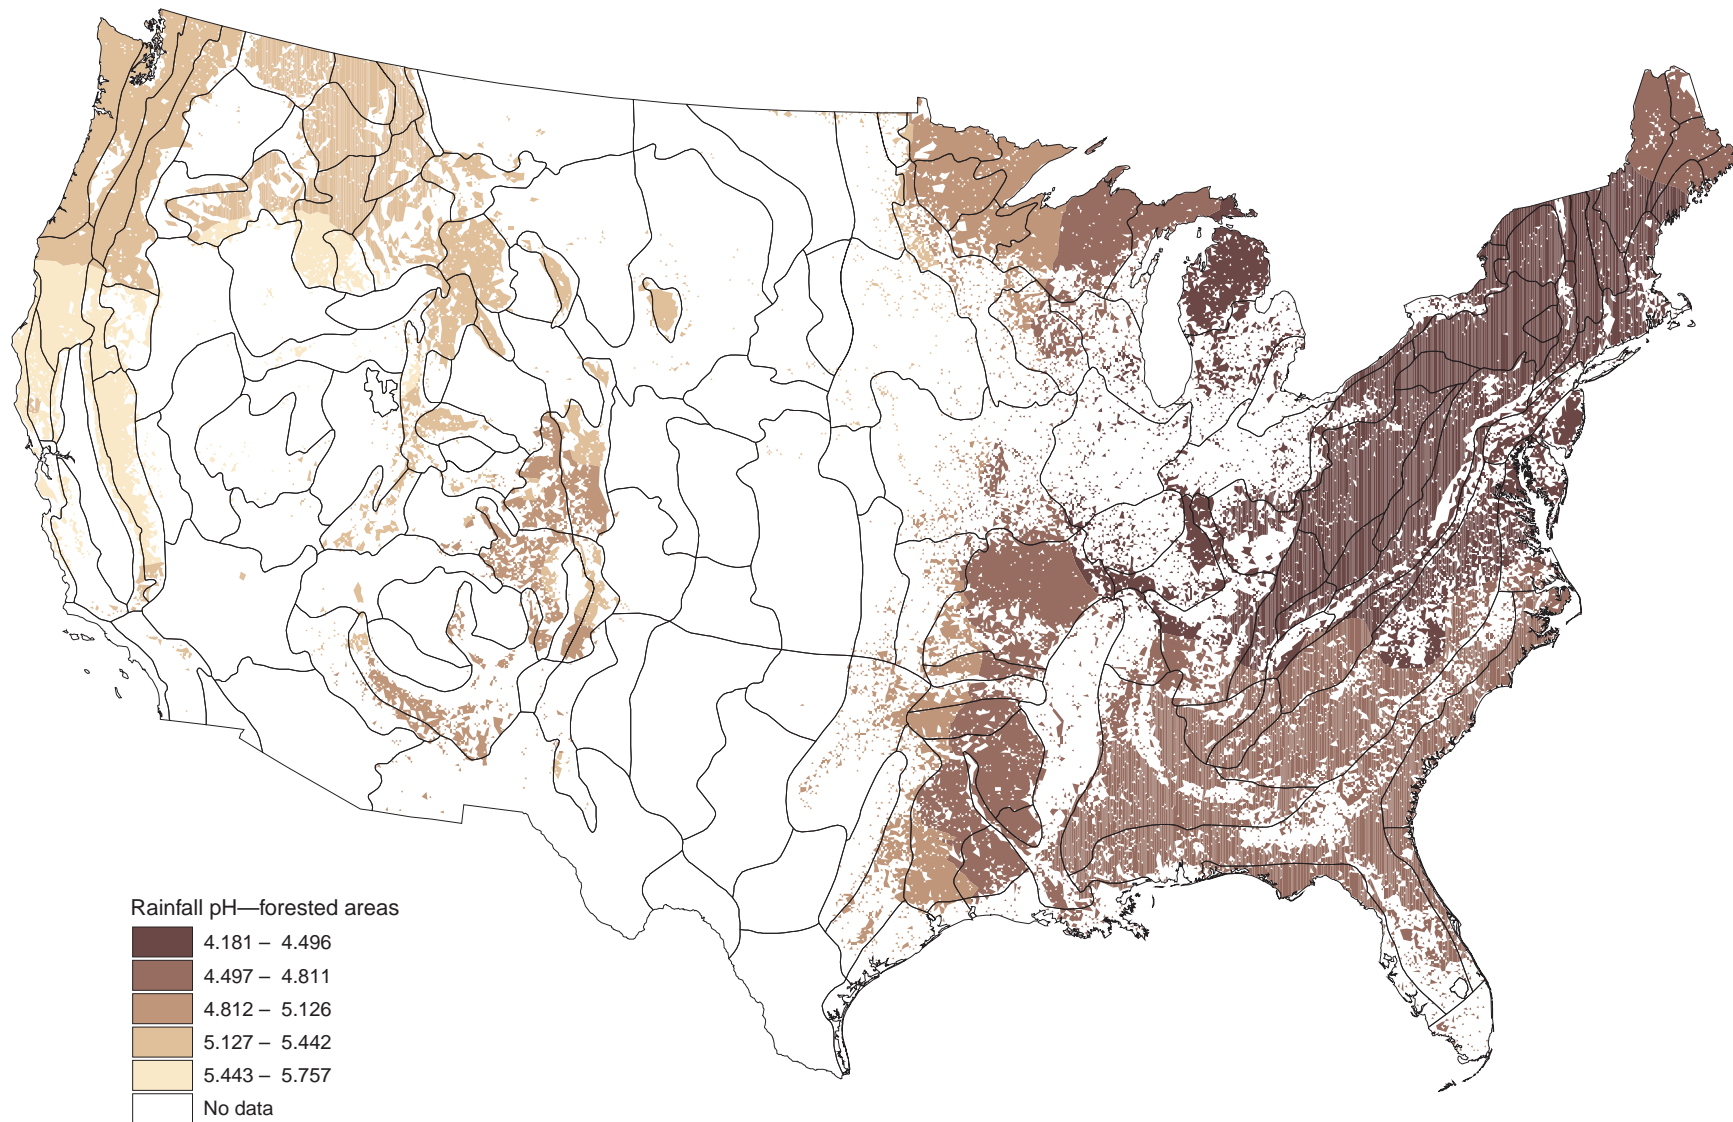 Rainfall pH—forested areas
4.181 – 4.496
4.497 – 4.811
4.812 – 5.126
5.127 – 5.442
5.443 – 5.757
No data